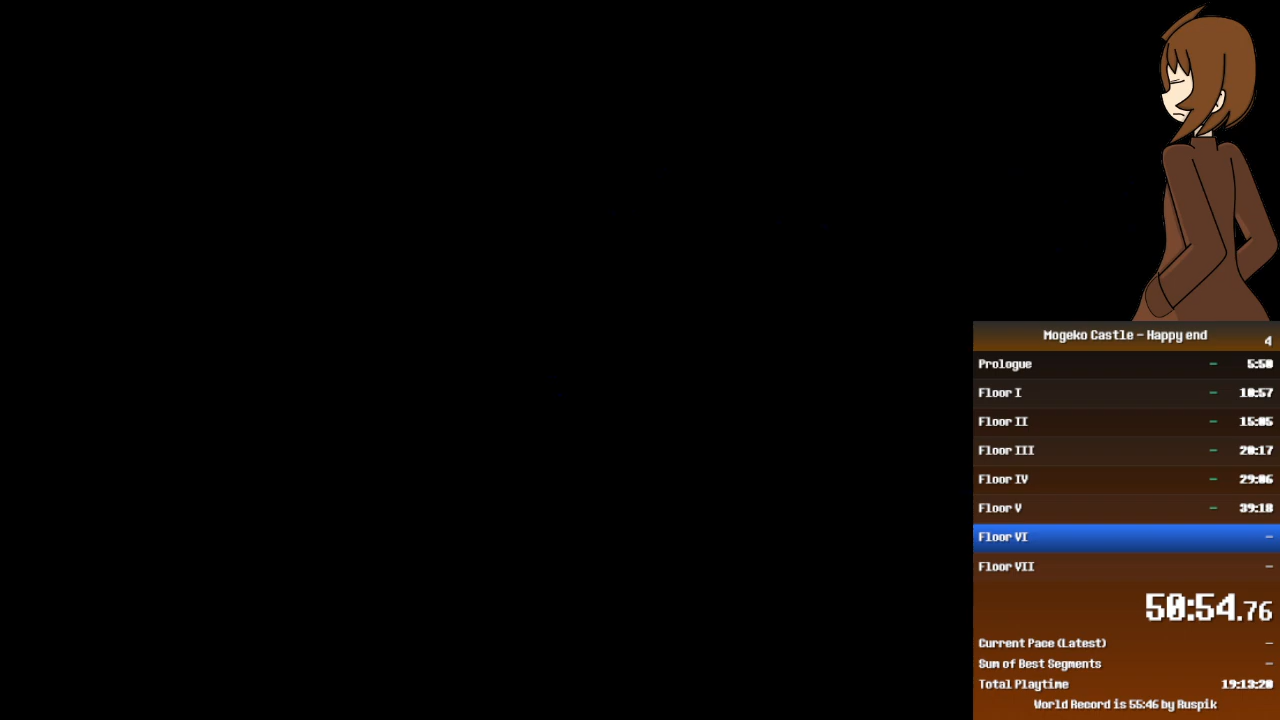 Mogeko Castle - Happy end
4
Prologue - 5:50
Floor I - 10:57
Floor II - 15:05
Floor III - 20:17
Floor IV - 29:06
Floor V - 39:18
Floor VI -
Floor VII -
50:54.76
Current Pace (Latest) -
Sum of Best Segments -
Total Playtime 19:13:20
World Record is 55:46 by Ruspik